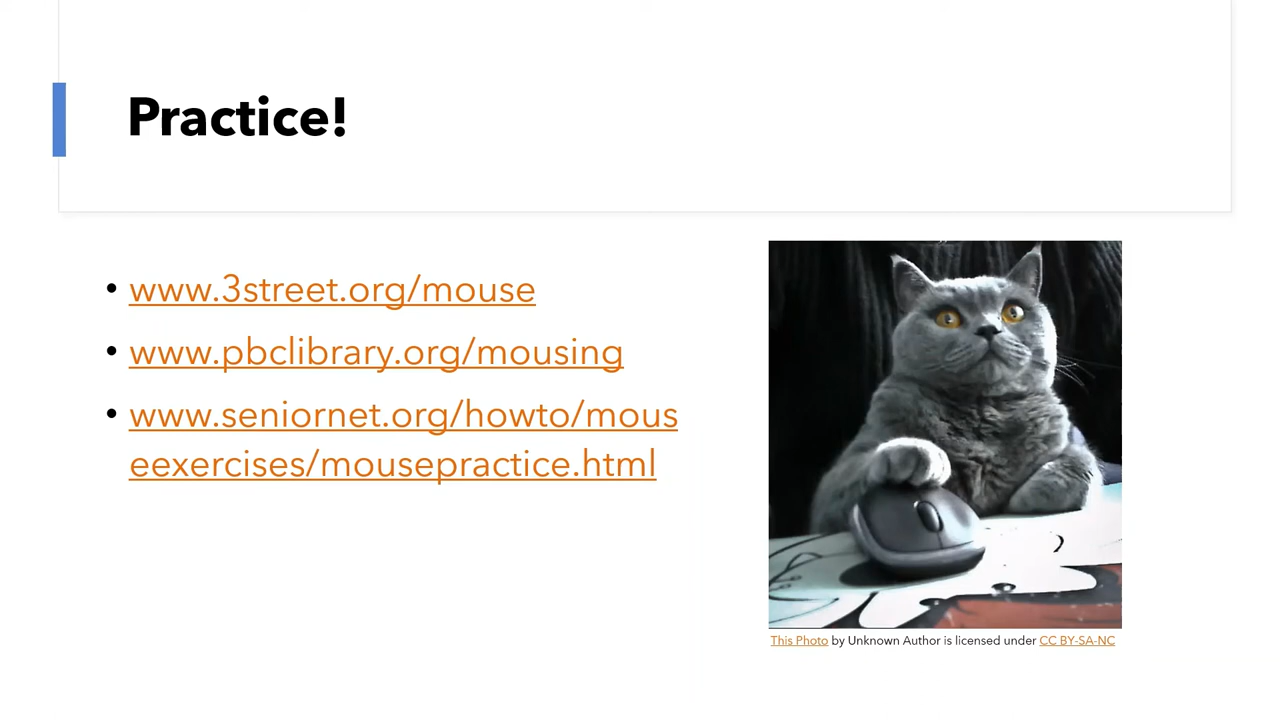 Practice!
• www.3street.org/mouse
• www.pbclibrary.org/mousing
• www.seniornet.org/howto/mous
eexercises/mousepractice.html
This Photo by Unknown Author is licensed under CC BY-SA-NC